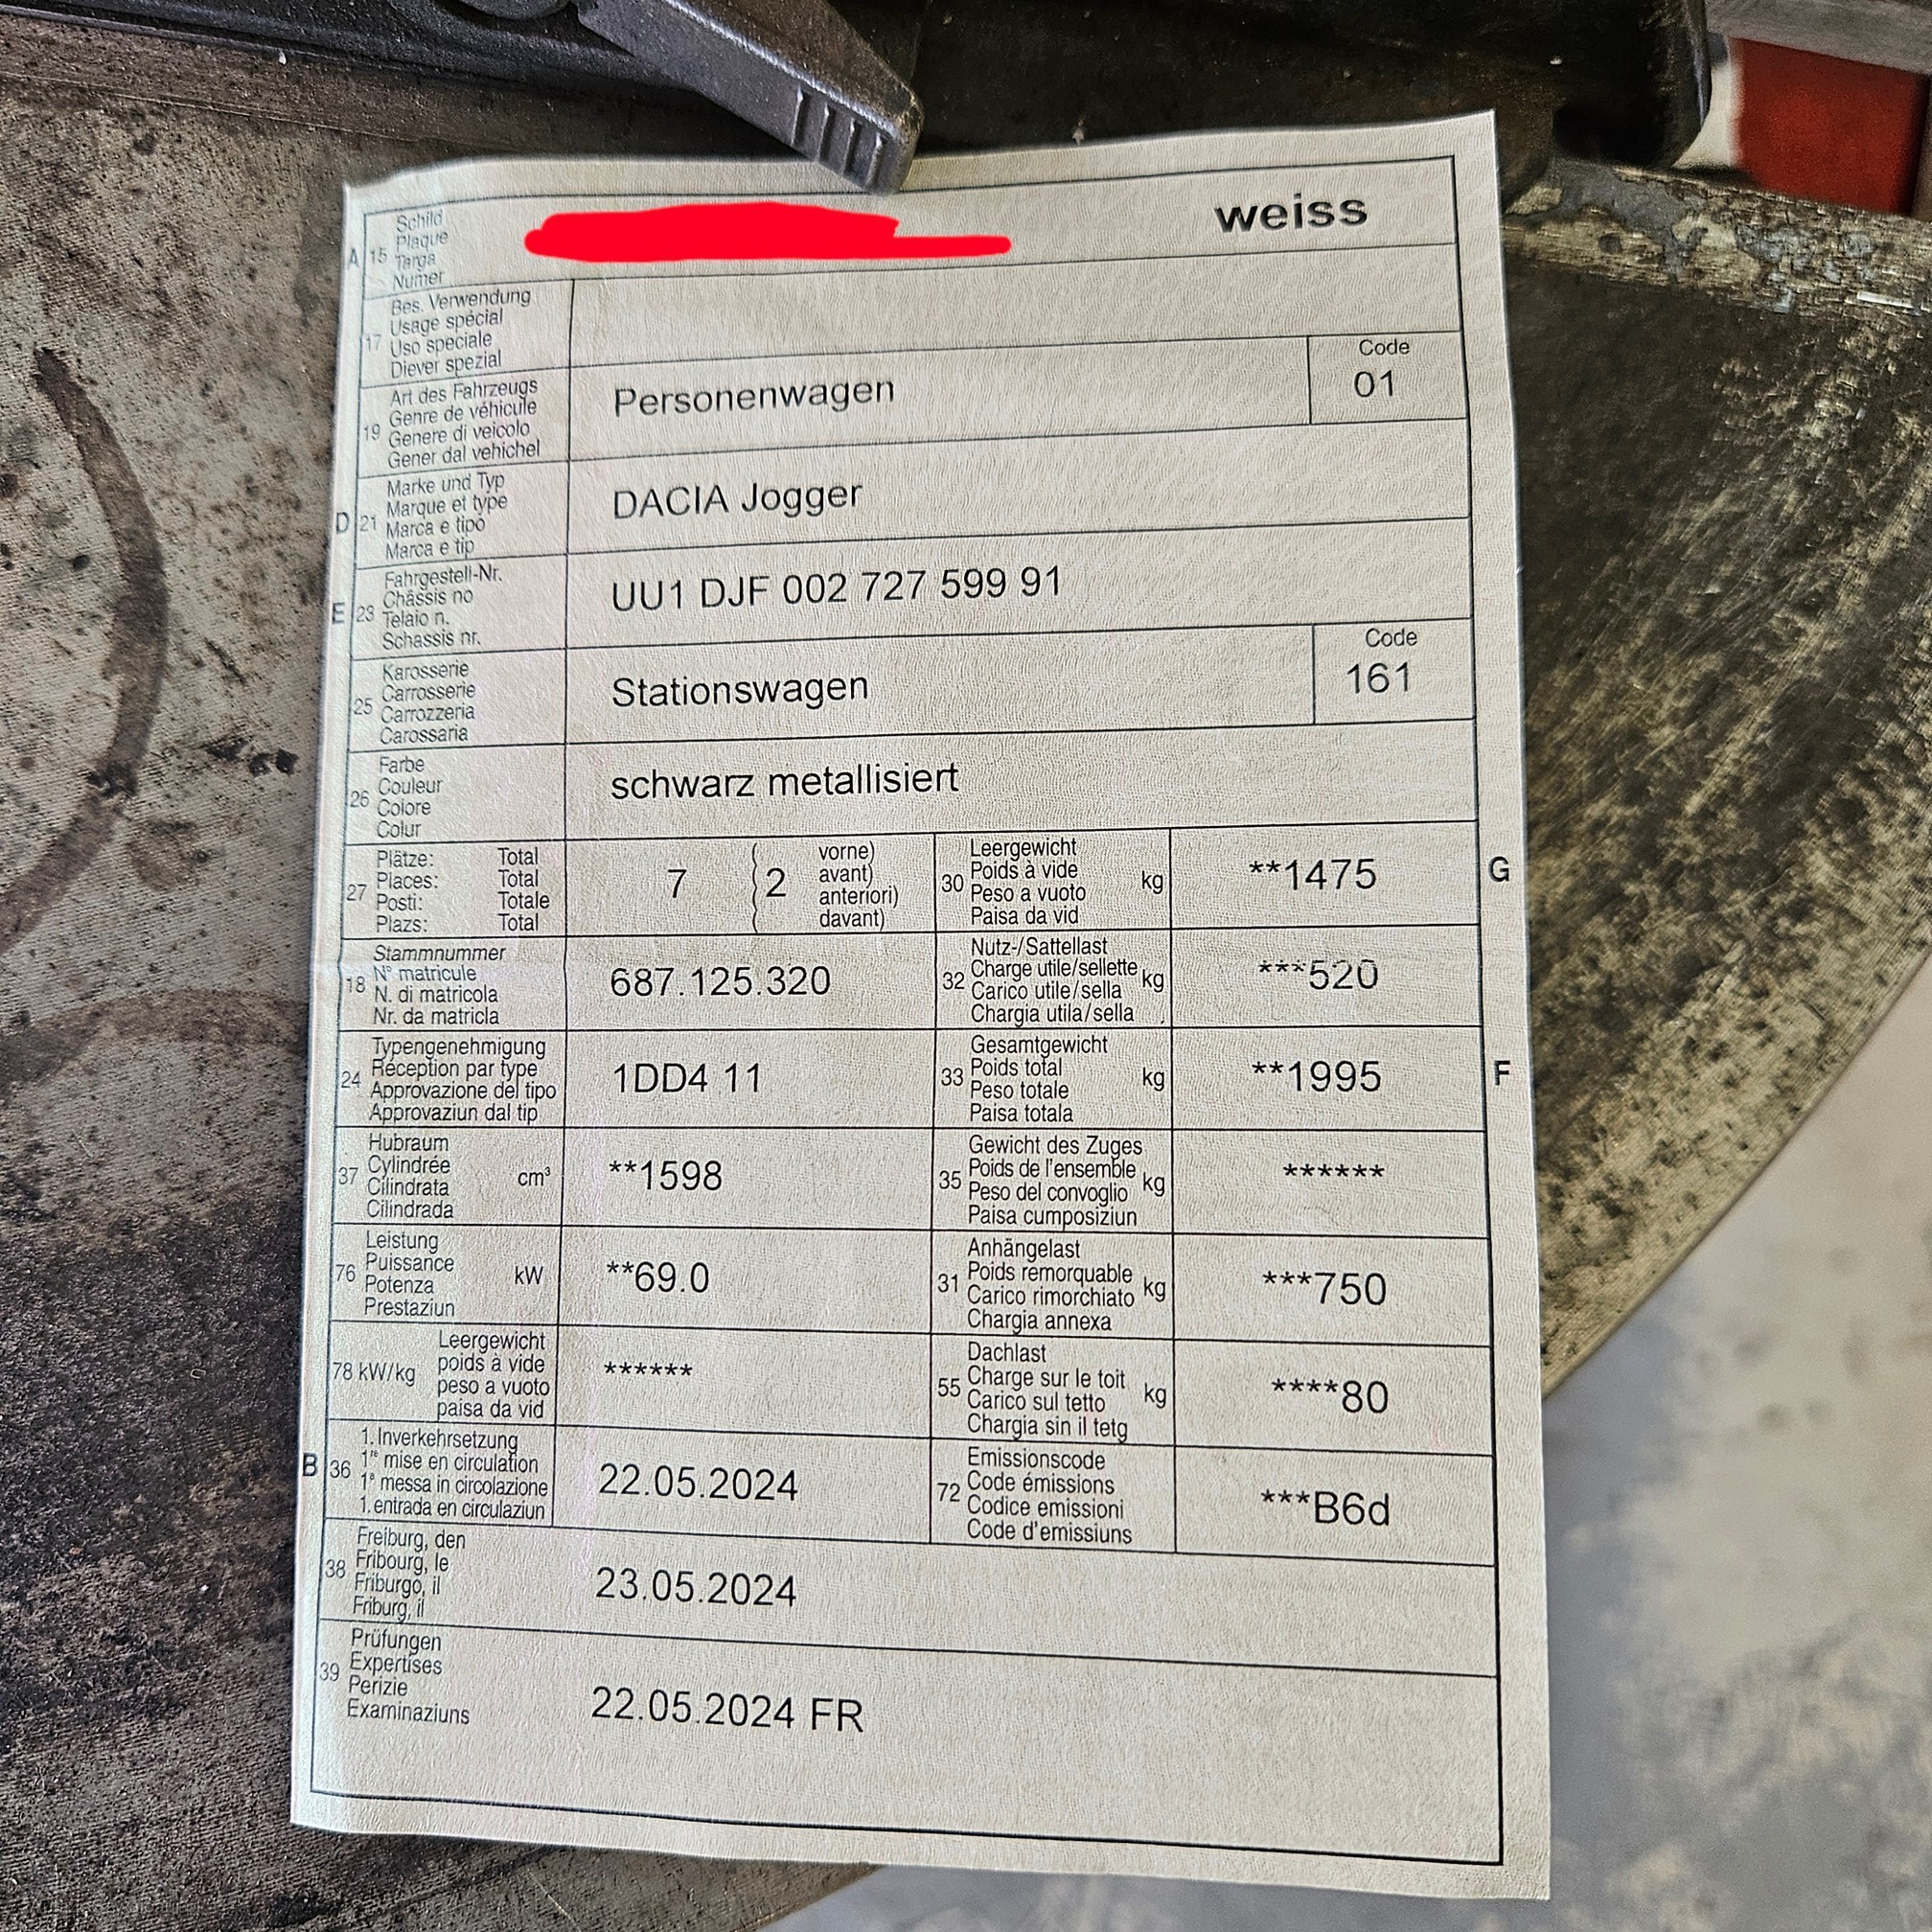 A 15 Schild
Plaque
Targa
Numer
weiss
17 Bes. Verwendung
Usage spécial
Uso speciale
Diever spezial
19 Art des Fahrzeugs
Genre de véhicule
Genere di veicolo
Gener dal vehichel
Personenwagen
Code
01
D 21 Marke und Typ
Marque et type
Marca e tipo
Marca e tip
DACIA Jogger
E 23 Fahrgestell-Nr.
Châssis no
Telaio n.
Schassis nr.
UU1 DJF 002 727 599 91
25 Karosserie
Carrosserie
Carrozzeria
Carossaria
Stationswagen
Code
161
26 Farbe
Couleur
Colore
Colur
schwarz metallisiert
27 Plätze: Total
Places: Total
Posti: Totale
Plazs: Total
7 (2 vorne)
avant)
anteriori)
davant)
30 Leergewicht
Poids à vide
Peso a vuoto
Paisa da vid
kg
**1475
G
18 Stammnummer
N° matricule
N. di matricola
Nr. da matricla
687.125.320
32 Nutz-/Sattellast
Charge utile/sellette
Carico utile/sella
Chargia utila/sella
kg
***520
24 Typengenehmigung
Réception par type
Approvazione del tipo
Approvaziun dal tip
1DD4 11
33 Gesamtgewicht
Poids total
Peso totale
Paisa totala
kg
**1995
F
37 Hubraum
Cylindrée
Cilindrata
Cilindrada
cm³
**1598
35 Gewicht des Zuges
Poids de l'ensemble
Peso del convoglio
Paisa cumposiziun
kg
******
76 Leistung
Puissance
Potenza
Prestaziun
kW
**69.0
31 Anhängelast
Poids remorquable
Carico rimorchiato
Chargia annexa
kg
***750
78 kW/kg Leergewicht
poids à vide
peso a vuoto
paisa da vid
******
55 Dachlast
Charge sur le toit
Carico sul tetto
Chargia sin il tetg
kg
****80
B 36 1. Inverkehrsetzung
1re mise en circulation
1a messa in circolazione
1. entrada en circulaziun
22.05.2024
72 Emissionscode
Code émissions
Codice emissioni
Code d'emissiuns
***B6d
38 Freiburg, den
Fribourg, le
Friburgo, il
Friburg, il
23.05.2024
39 Prüfungen
Expertises
Perizie
Examinaziuns
22.05.2024 FR